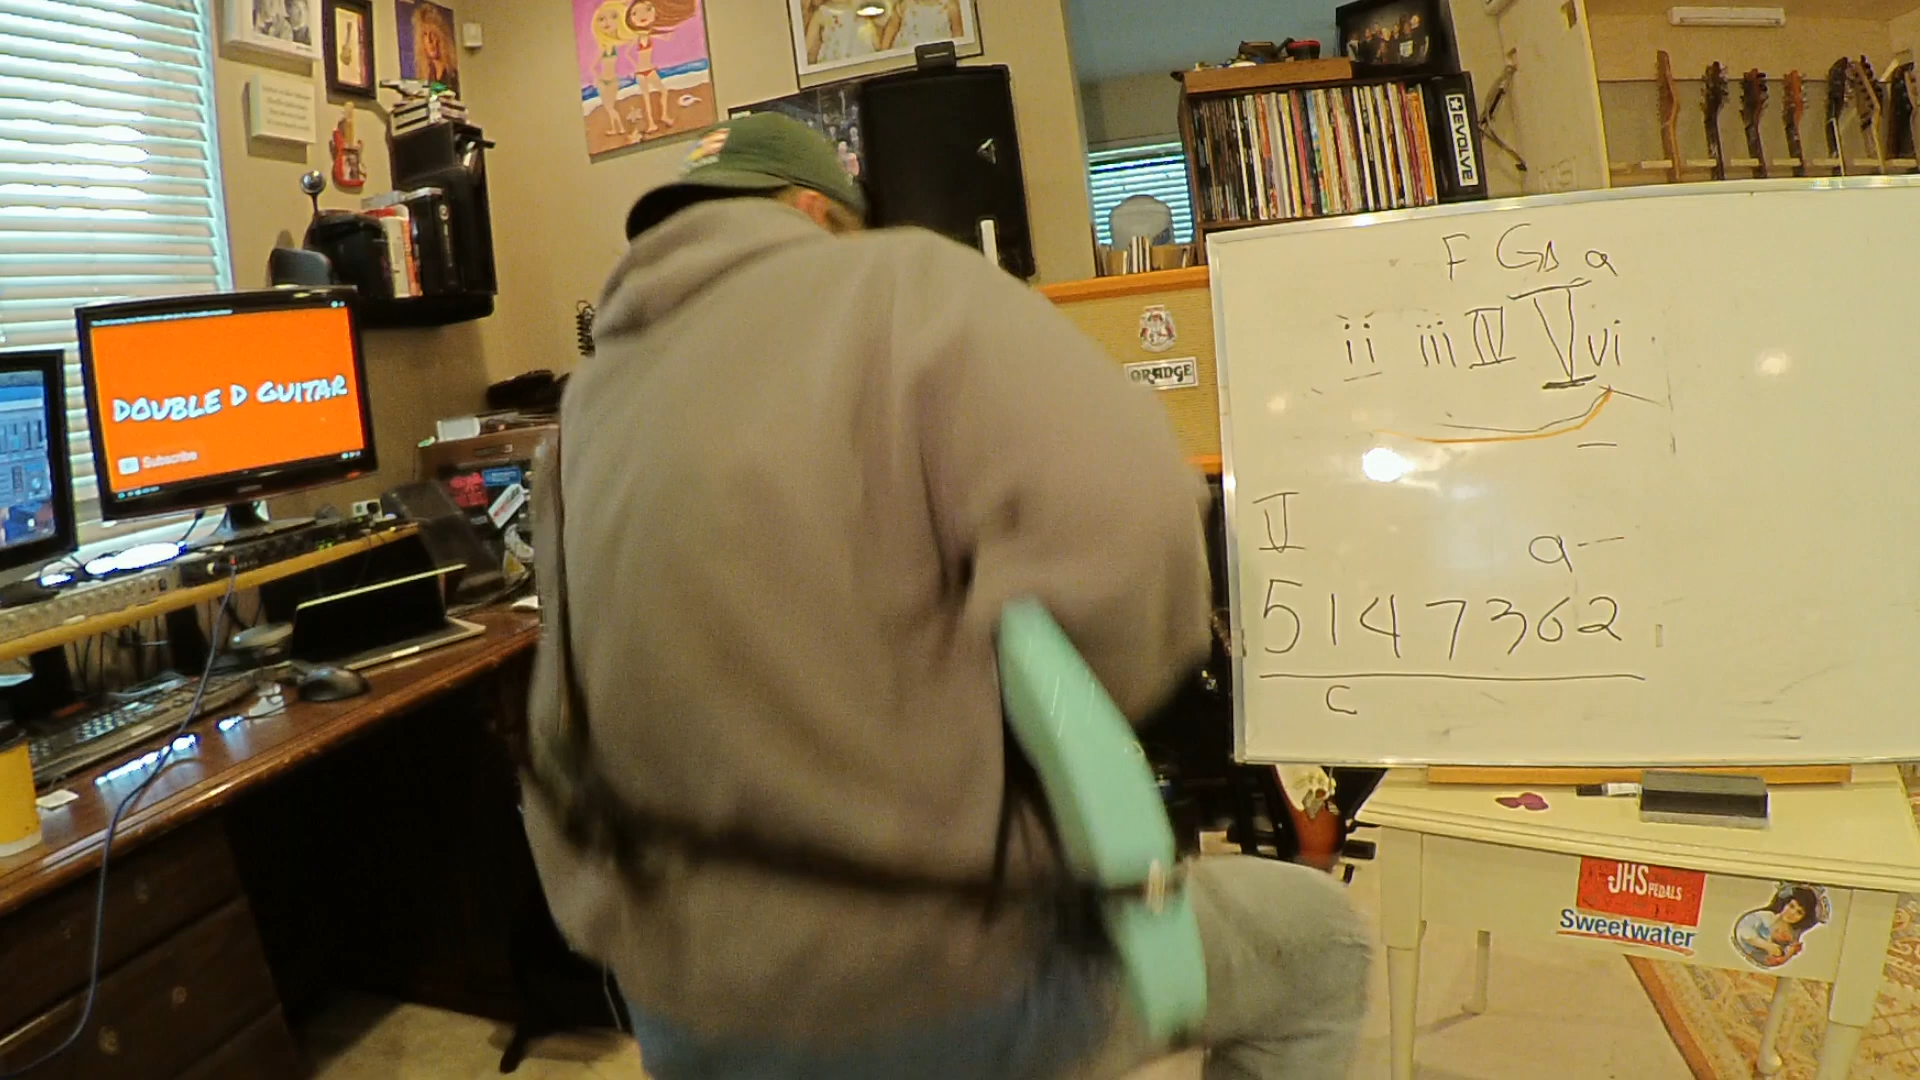 DOUBLE D GUITAR
Subscribe
EVOLVE
ORANGE
F G a
ii iii IV V vi
V
a-
5147362
C
JHS PEDALS
Sweetwater